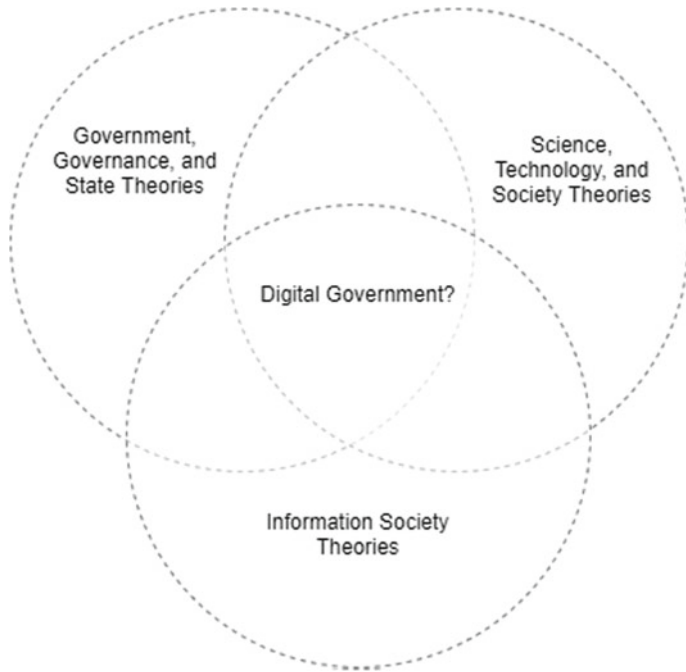 Government,
Governance, and
State Theories
Science,
Technology, and
Society Theories
Digital Government?
Information Society
Theories